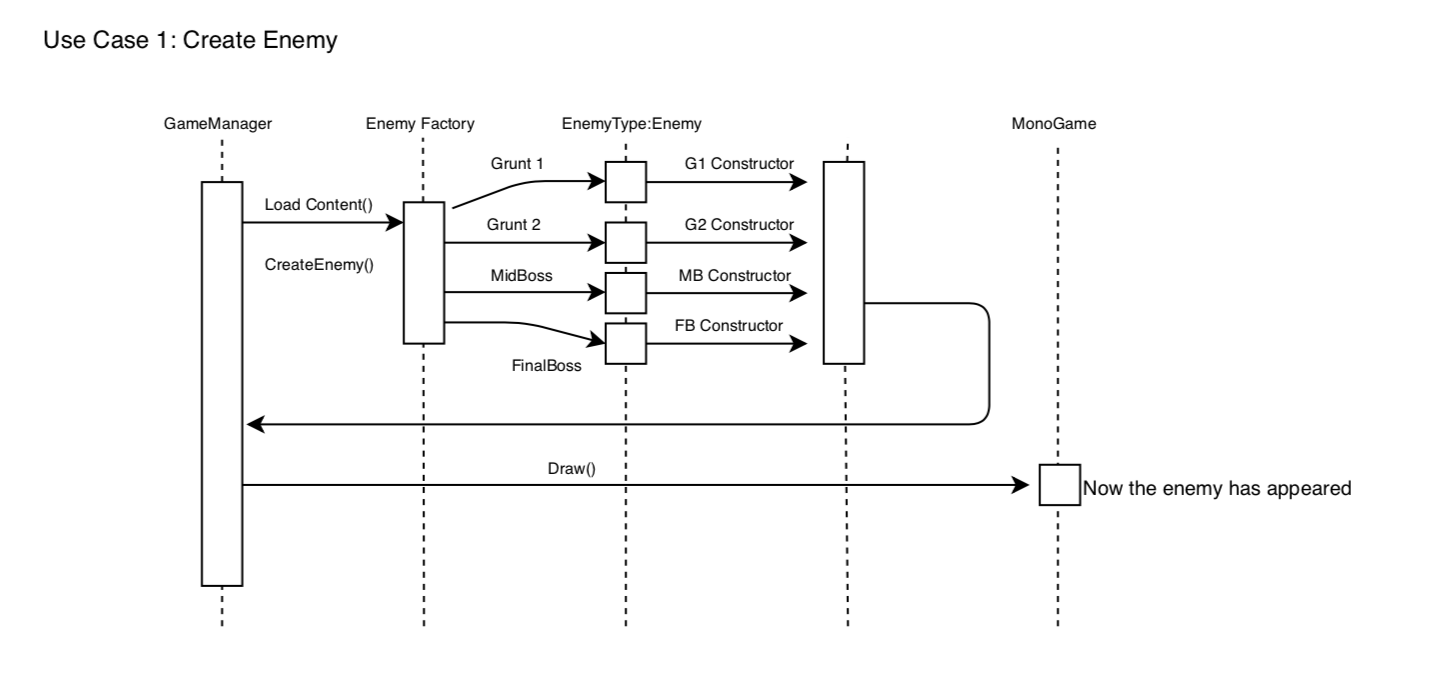 Use Case 1: Create Enemy
GameManager
Enemy Factory
EnemyType:Enemy
MonoGame
Grunt 1
G1 Constructor
Load Content()
Grunt 2
G2 Constructor
CreateEnemy()
MidBoss
MB Constructor
FB Constructor
FinalBoss
Draw()
Now the enemy has appeared